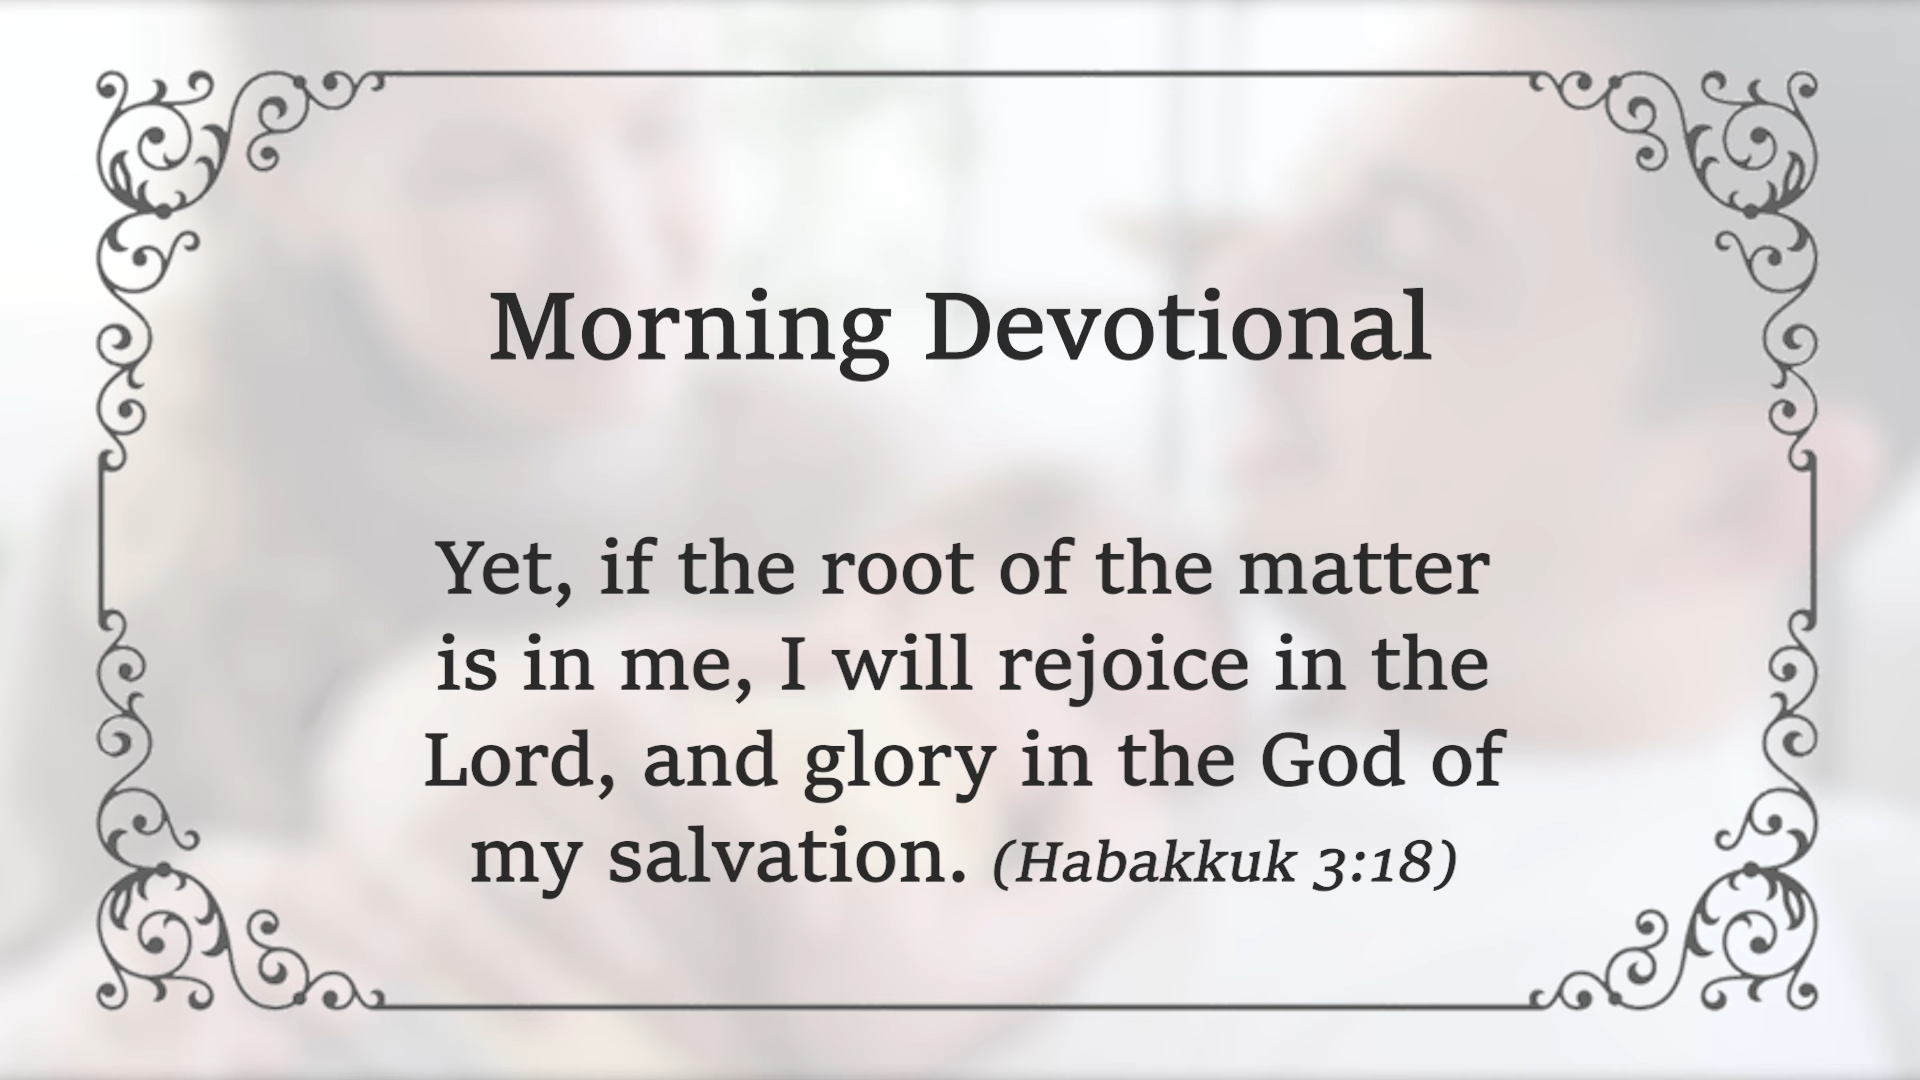 Morning Devotional
Yet, if the root of the matter
is in me, I will rejoice in the
Lord, and glory in the God of
my salvation. (Habakkuk 3:18)